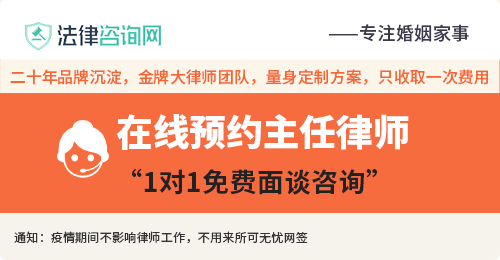 法律咨询网
——专注婚姻家事
二十年品牌沉淀，金牌大律师团队，量身定制方案，只收取一次费用
在线预约主任律师
“1对1免费面谈咨询”
通知：疫情期间不影响律师工作，不用来所可无忧网签